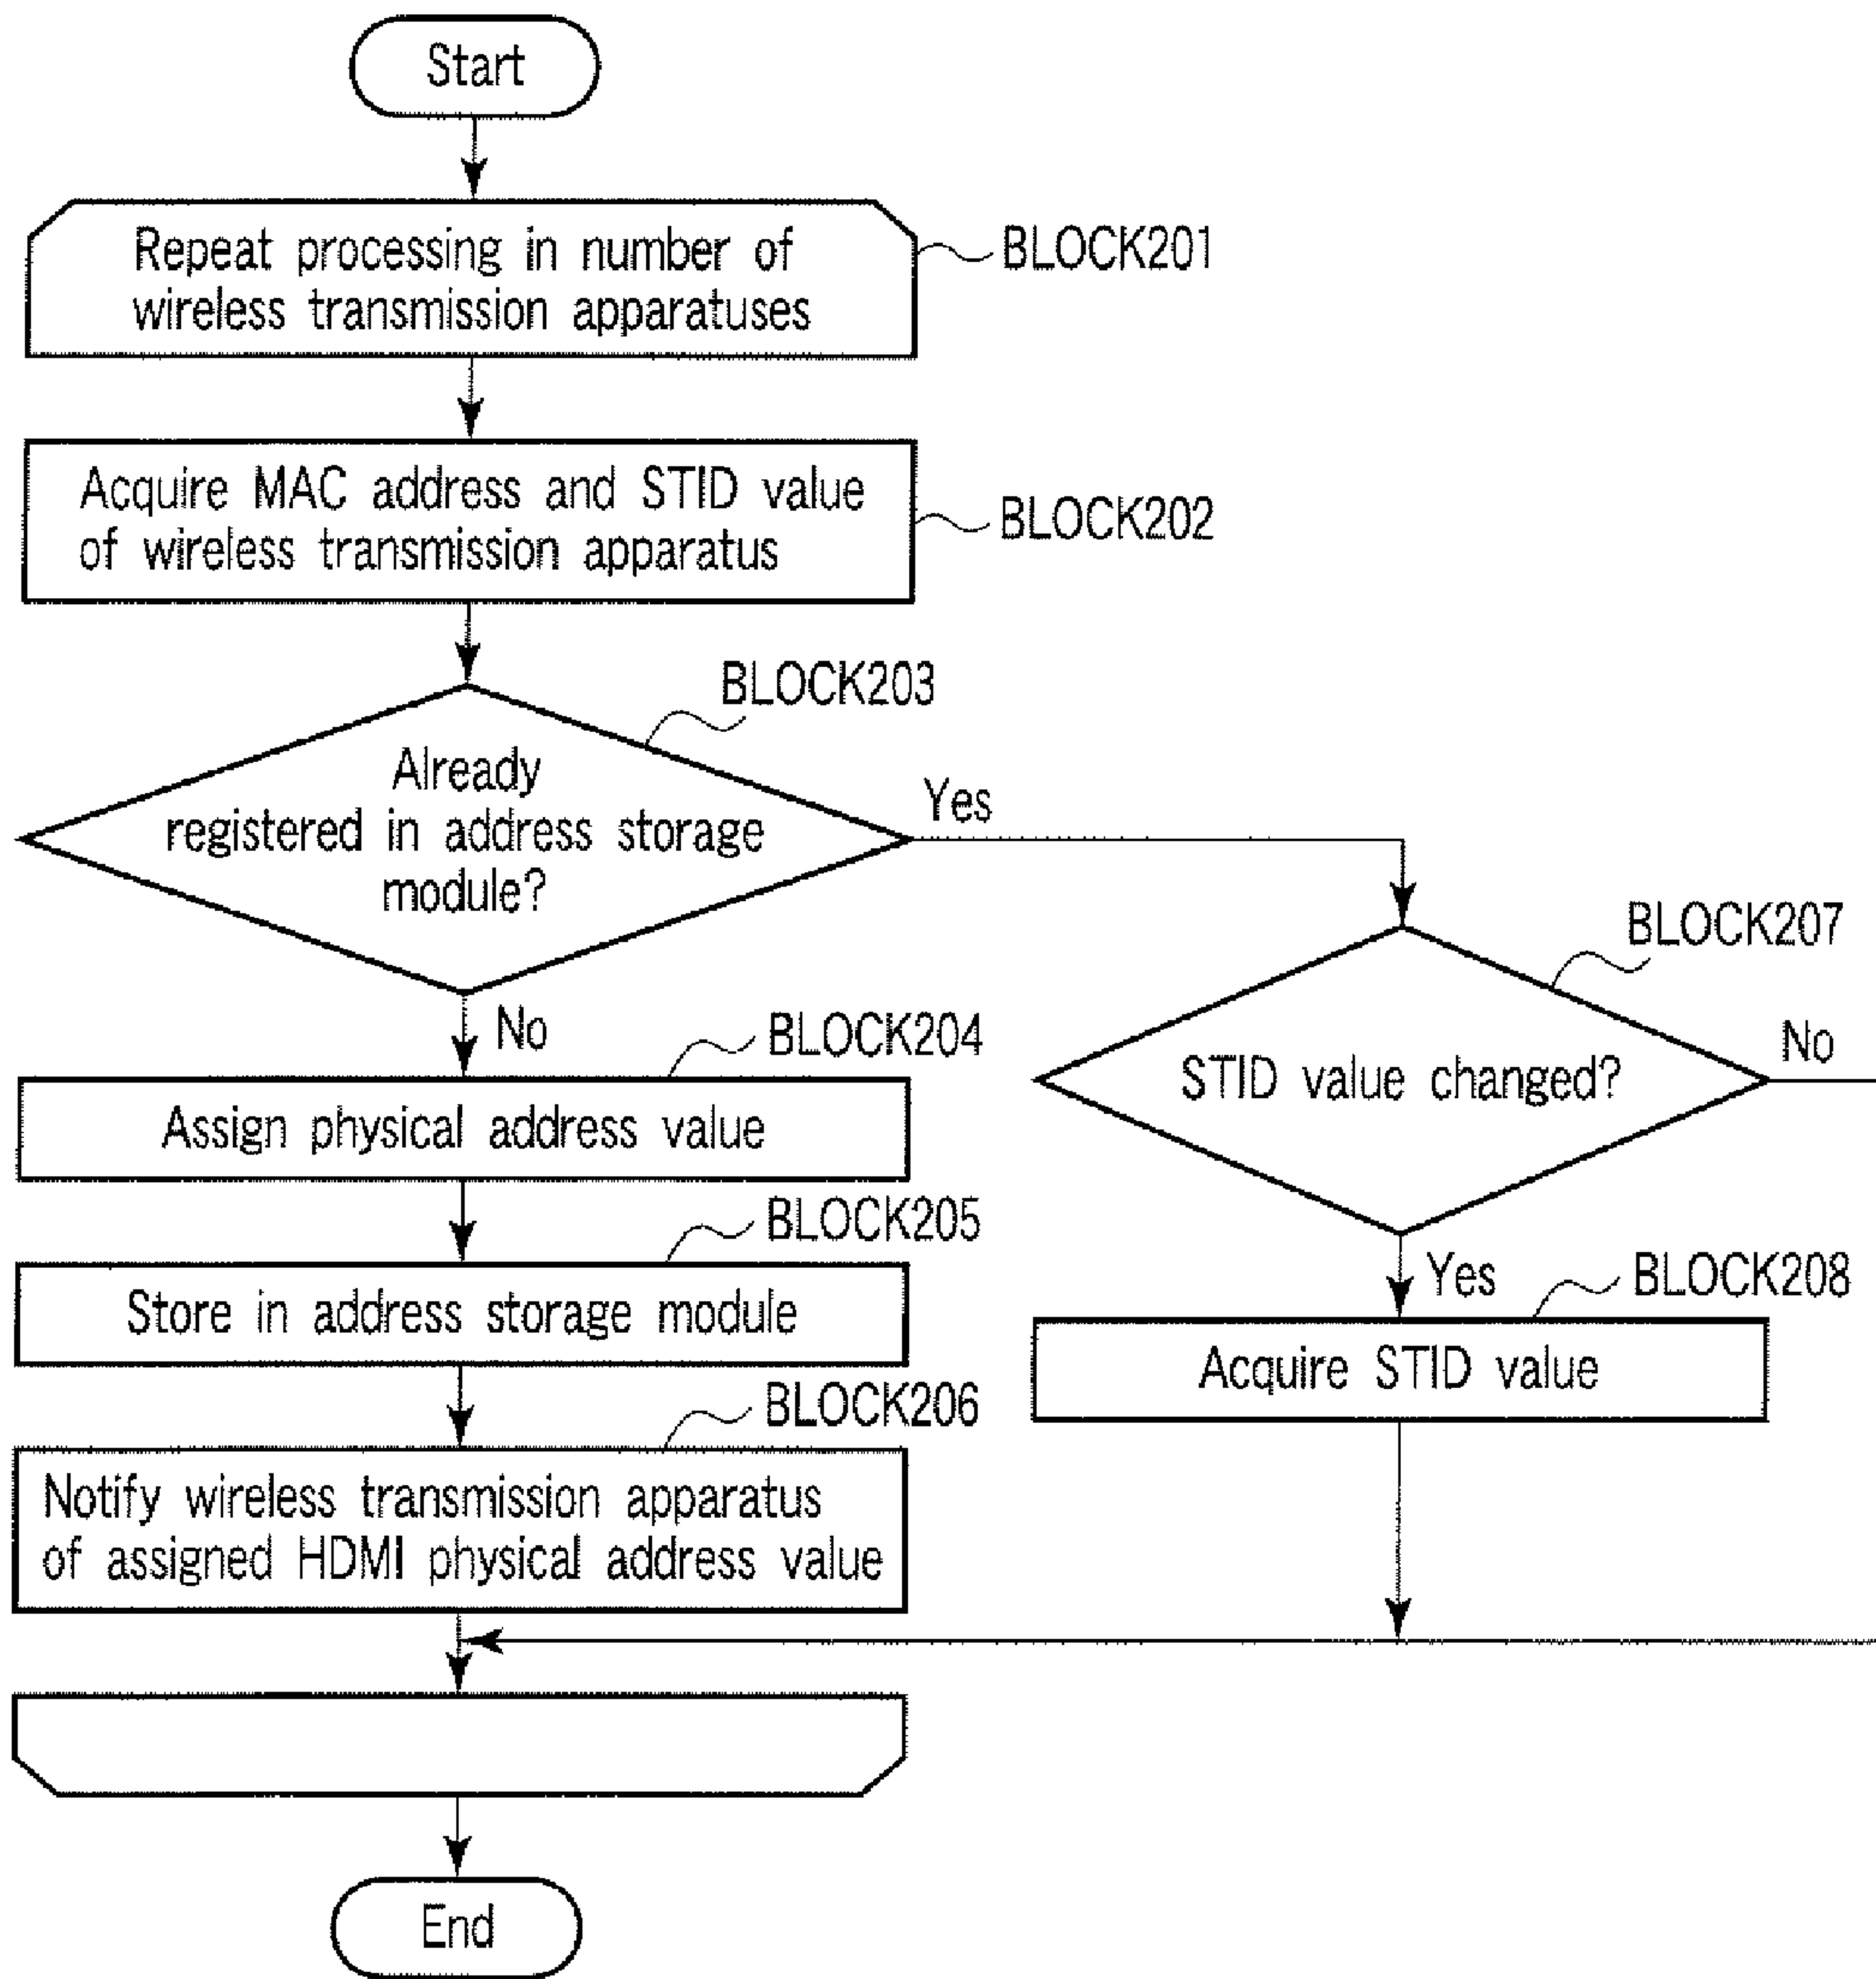 Start
Repeat processing in number of
wireless transmission apparatuses
BLOCK201
Acquire MAC address and STID value
of wireless transmission apparatus
BLOCK202
BLOCK203
Already
registered in address storage
module?
Yes
No
BLOCK204
Assign physical address value
BLOCK205
Store in address storage module
BLOCK206
Notify wireless transmission apparatus
of assigned HDMI physical address value
BLOCK207
STID value changed?
No
Yes
BLOCK208
Acquire STID value
End